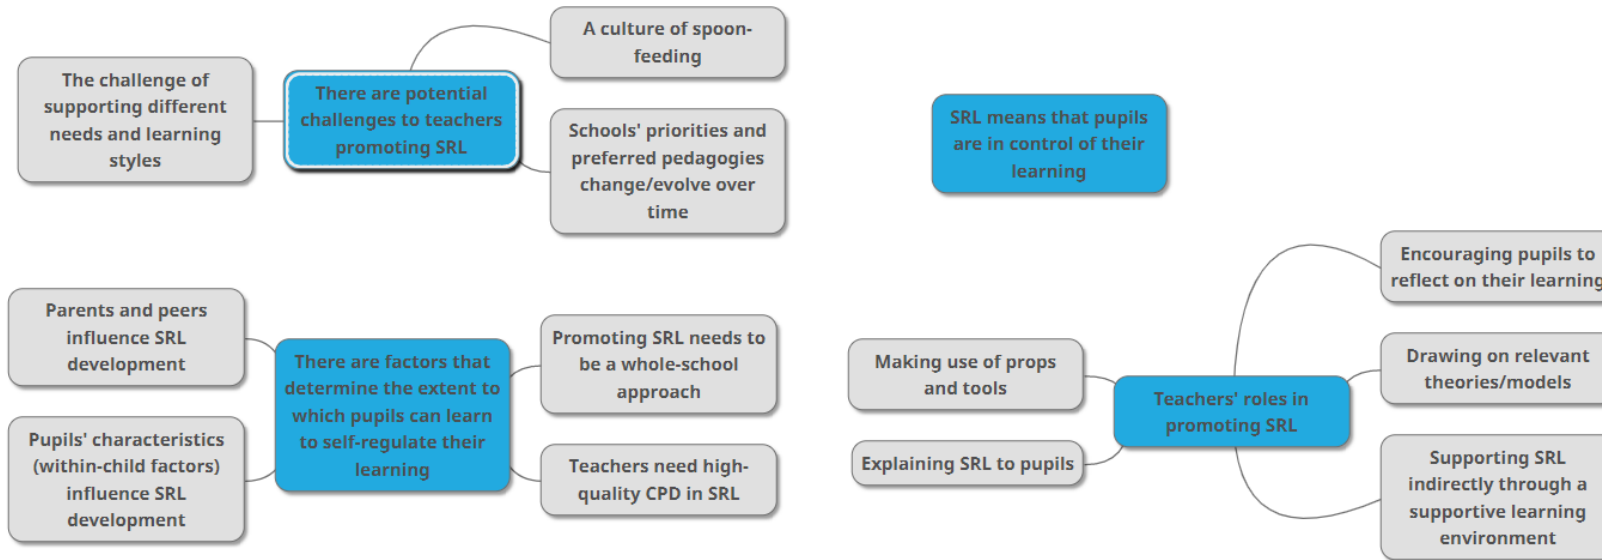 The challenge of
supporting different
needs and learning
styles
There are potential
challenges to teachers
promoting SRL
A culture of spoon-
feeding
Schools' priorities and
preferred pedagogies
change/evolve over
time
SRL means that pupils
are in control of their
learning
Parents and peers
influence SRL
development
Pupils' characteristics
(within-child factors)
influence SRL
development
There are factors that
determine the extent to
which pupils can learn
to self-regulate their
learning
Promoting SRL needs to
be a whole-school
approach
Teachers need high-
quality CPD in SRL
Making use of props
and tools
Explaining SRL to pupils
Teachers' roles in
promoting SRL
Encouraging pupils to
reflect on their learning
Drawing on relevant
theories/models
Supporting SRL
indirectly through a
supportive learning
environment